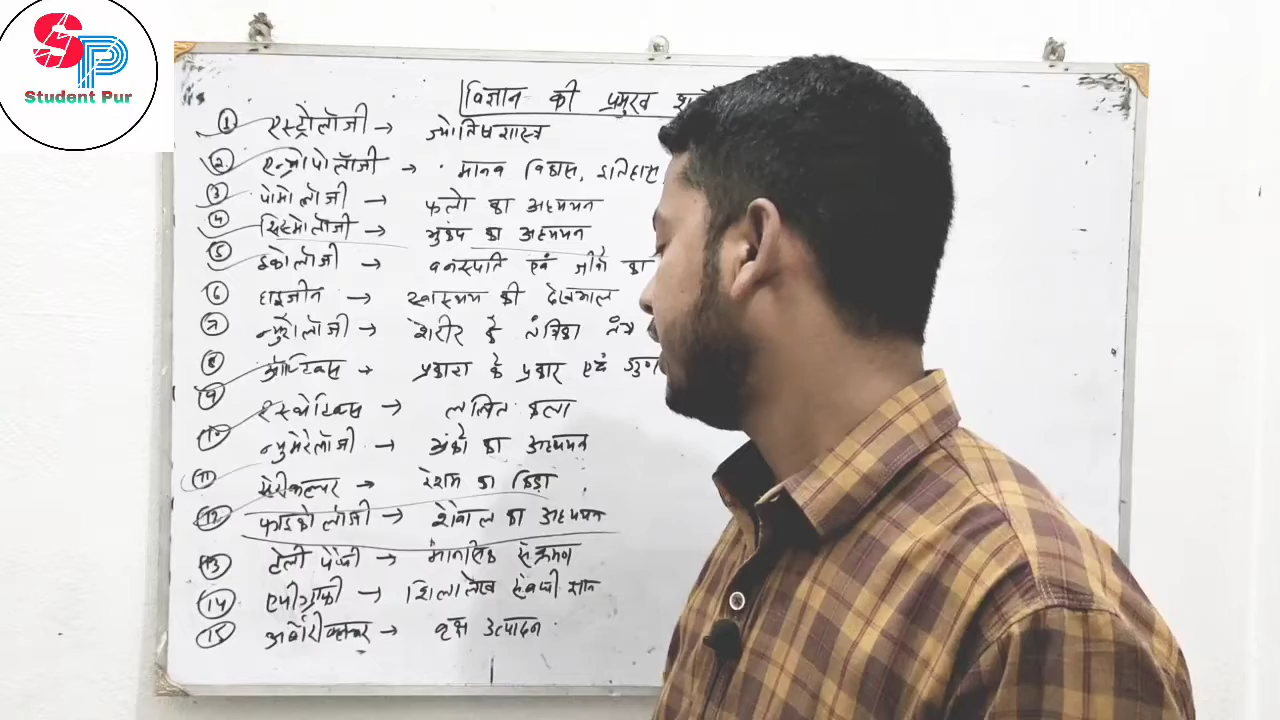 SP
Student Pur
विज्ञान की प्रमुख
① एस्ट्रोलॉजी → ज्योतिषशास्त्र
② एन्थ्रोपोलॉजी → मानव विकास, इतिहास,
③ पोमोलॉजी → फलो का अध्ययन
④ सिस्मोलॉजी → भुकंप का अध्ययन
⑤ इकोलॉजी → वनस्पति एवं जीवो का
⑥ हाइजीन → स्वास्थ्य की देखभाल
⑦ न्युरोलॉजी → शरीर के तंत्रिका तंत्र
⑧ ऑप्टिक्स → प्रकाश के प्रकार एवं गुण
⑨ एस्थेटिक्स → ललित कला
⑩ न्युमेरोलॉजी → अंको का अध्ययन
⑪ सेरीकल्चर → रेशम का किड़ा
⑫ फाइकोलॉजी → शैवाल का अध्ययन
⑬ टेली पैथी → मानसिक संक्रमण
⑭ एपीग्राफी → शिलालेख संबंधी ज्ञान
⑮ अर्बोरीकल्चर → वृक्ष उत्पादन